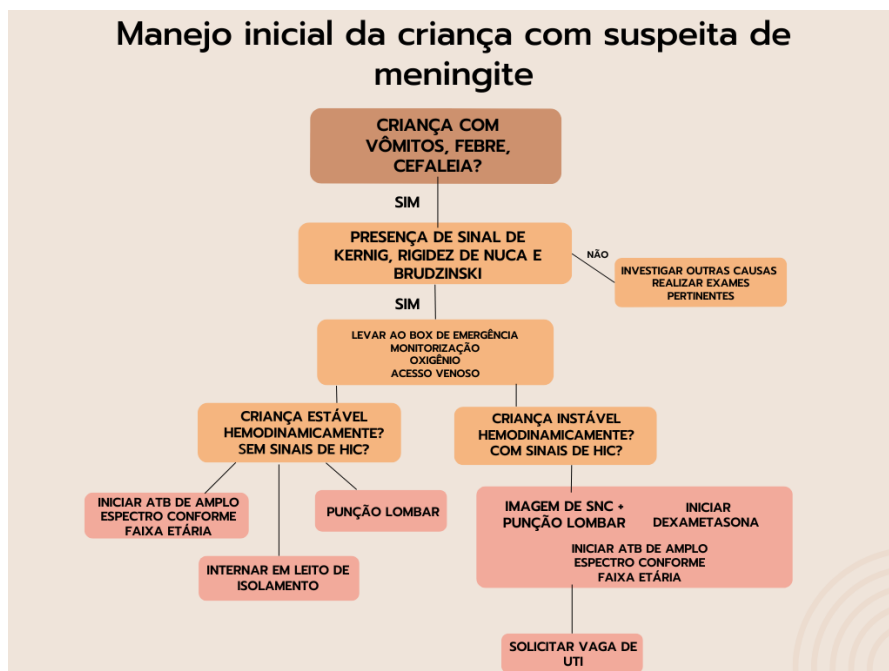 Manejo inicial da criança com suspeita de
meningite
CRIANÇA COM
VÔMITOS, FEBRE,
CEFALEIA?
SIM
PRESENÇA DE SINAL DE
KERNIG, RIGIDEZ DE NUCA E
BRUDZINSKI
NÃO
INVESTIGAR OUTRAS CAUSAS
REALIZAR EXAMES
PERTINENTES
SIM
LEVAR AO BOX DE EMERGÊNCIA
MONITORIZAÇÃO
OXIGÊNIO
ACESSO VENOSO
CRIANÇA ESTÁVEL
HEMODINAMICAMENTE?
SEM SINAIS DE HIC?
CRIANÇA INSTÁVEL
HEMODINAMICAMENTE?
COM SINAIS DE HIC?
INICIAR ATB DE AMPLO
ESPECTRO CONFORME
FAIXA ETÁRIA
INTERNAR EM LEITO DE
ISOLAMENTO
PUNÇÃO LOMBAR
IMAGEM DE SNC +
PUNÇÃO LOMBAR
INICIAR
DEXAMETASONA
INICIAR ATB DE AMPLO
ESPECTRO CONFORME
FAIXA ETÁRIA
SOLICITAR VAGA DE
UTI